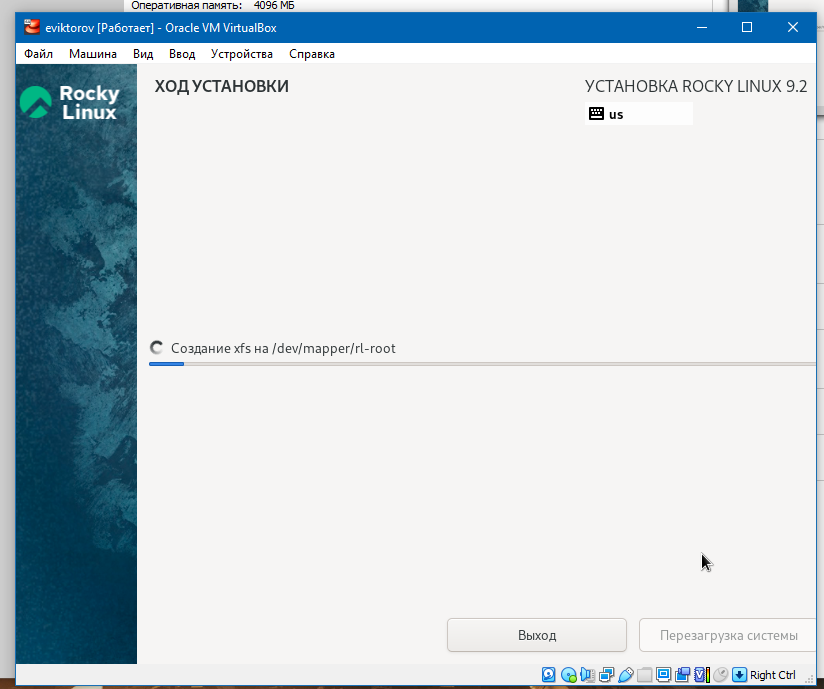 Оперативная память: 4096 МБ
eviktorov [Работает] - Oracle VM VirtualBox
Файл Машина Вид Ввод Устройства Справка
Rocky
Linux
ХОД УСТАНОВКИ
УСТАНОВКА ROCKY LINUX 9.2
us
Создание xfs на /dev/mapper/rl-root
Выход
Перезагрузка системы
Right Ctrl